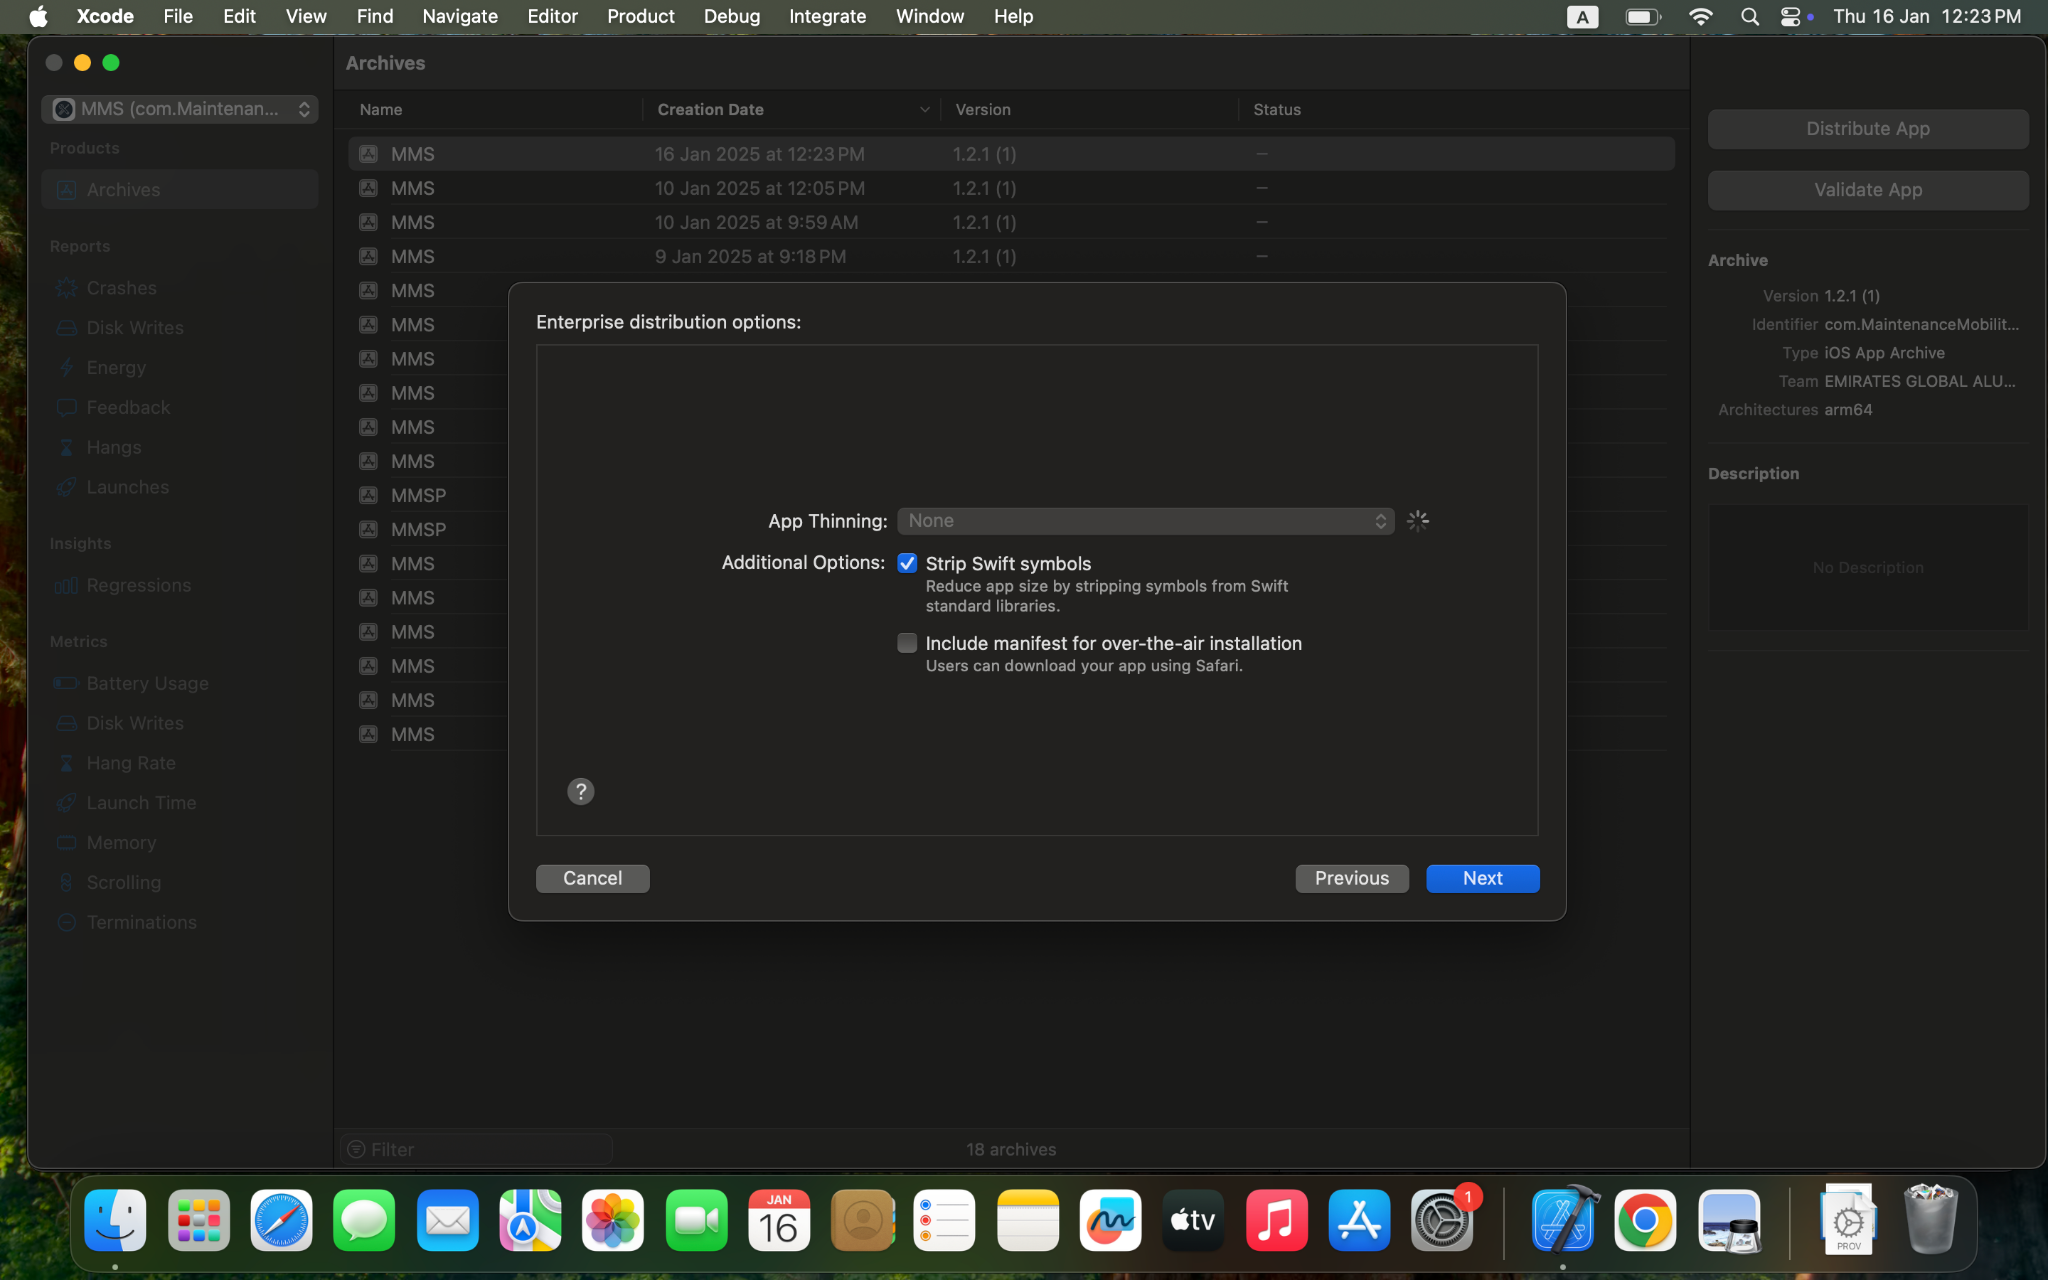 Xcode File Edit View Find Navigate Editor Product Debug Integrate Window Help A Thu 16 Jan 12:23 PM
MMS (com.Maintenan...
Products
Archives
Reports
Crashes
Disk Writes
Energy
Feedback
Hangs
Launches
Insights
Regressions
Metrics
Battery Usage
Disk Writes
Hang Rate
Launch Time
Memory
Scrolling
Terminations
Archives
Name Creation Date Version Status
MMS 16 Jan 2025 at 12:23 PM 1.2.1 (1) —
MMS 10 Jan 2025 at 12:05 PM 1.2.1 (1) —
MMS 10 Jan 2025 at 9:59 AM 1.2.1 (1) —
MMS 9 Jan 2025 at 9:18 PM 1.2.1 (1) —
MMS
MMS
MMS
MMS
MMS
MMS
MMSP
MMSP
MMS
MMS
MMS
MMS
MMS
MMS
Enterprise distribution options:
App Thinning: None
Additional Options: Strip Swift symbols
Reduce app size by stripping symbols from Swift
standard libraries.
Include manifest for over-the-air installation
Users can download your app using Safari.
?
Cancel Previous Next
Filter
18 archives
Distribute App
Validate App
Archive
Version 1.2.1 (1)
Identifier com.MaintenanceMobilit...
Type iOS App Archive
Team EMIRATES GLOBAL ALU...
Architectures arm64
Description
No Description
JAN
16
tv
1
PROV